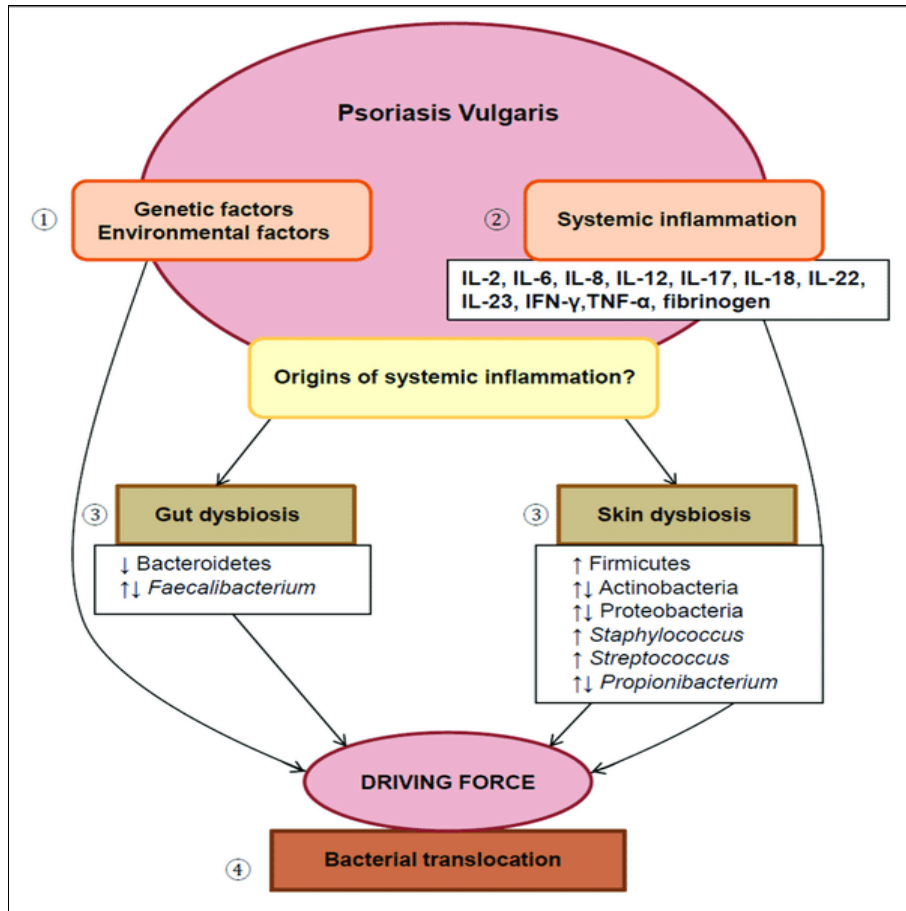 Psoriasis Vulgaris
①
Genetic factors
Environmental factors
②
Systemic inflammation
IL-2, IL-6, IL-8, IL-12, IL-17, IL-18, IL-22,
IL-23, IFN-γ,TNF-α, fibrinogen
Origins of systemic inflammation?
③
Gut dysbiosis
↓ Bacteroidetes
↑↓ Faecalibacterium
③
Skin dysbiosis
↑ Firmicutes
↑↓ Actinobacteria
↑↓ Proteobacteria
↑ Staphylococcus
↑ Streptococcus
↑↓ Propionibacterium
DRIVING FORCE
④
Bacterial translocation